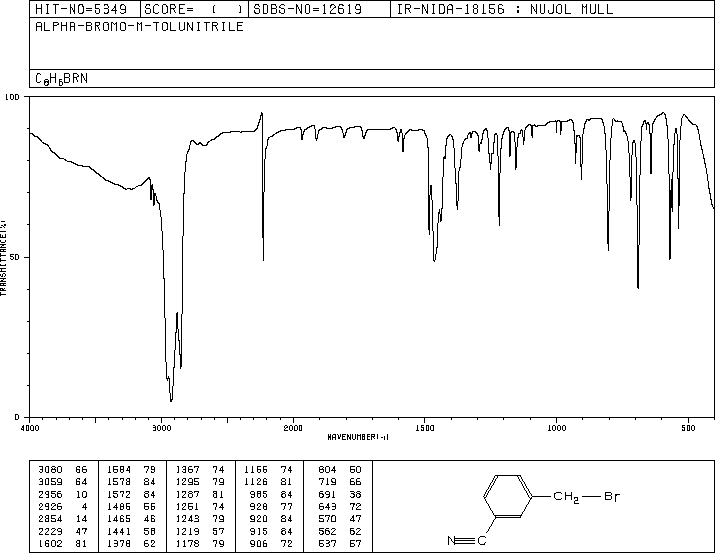 HIT-NO=5349 SCORE= ( ) SDBS-NO=12619 IR-NIDA-18156 : NUJOL MULL
ALPHA-BROMO-M-TOLUNITRILE
C8H6BRN
100
50
0
TRANSMITTANCE(%)
4000 3000 2000 1500 1000 500
WAVENUMBER(-1)
3080 66 1584 79 1367 74 1166 74 804 50
3059 64 1578 84 1295 79 1126 81 719 66
2956 10 1572 84 1287 81 985 84 691 38
2926 4 1486 55 1251 74 928 77 643 72
2854 14 1465 46 1243 79 920 84 570 47
2229 47 1441 58 1219 57 915 84 562 62
1602 81 1378 62 1178 79 906 72 537 57
CH2 Br
N C